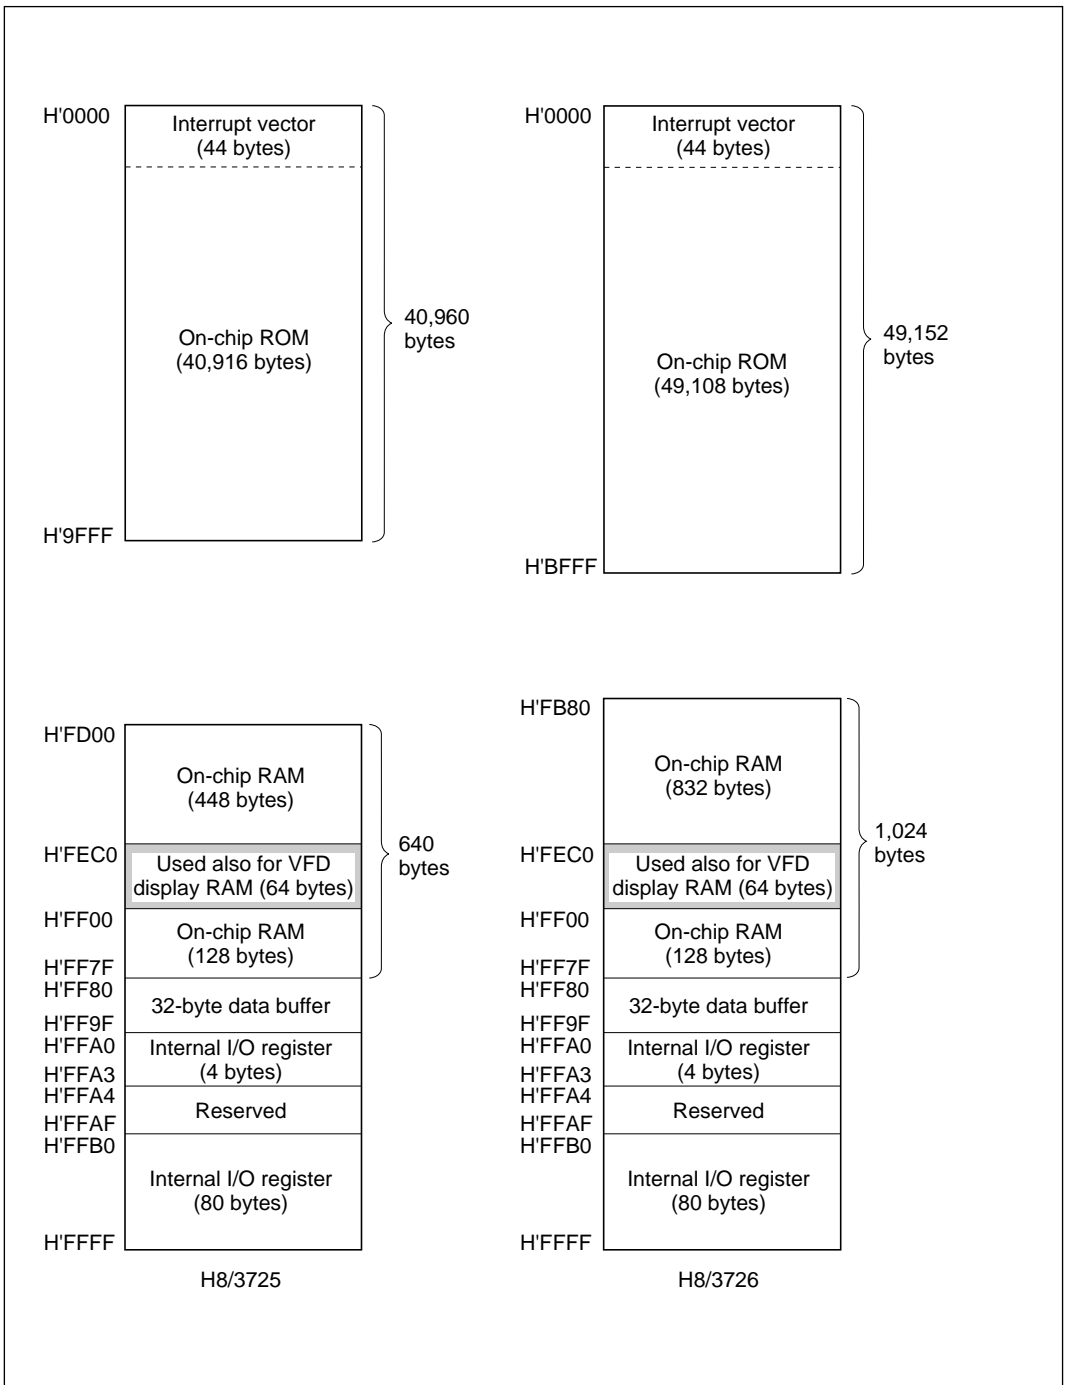 H'0000
Interrupt vector
(44 bytes)
On-chip ROM
(40,916 bytes)
40,960
bytes
H'9FFF
H'FD00
On-chip RAM
(448 bytes)
H'FEC0
Used also for VFD
display RAM (64 bytes)
640
bytes
H'FF00
On-chip RAM
(128 bytes)
H'FF7F
H'FF80
32-byte data buffer
H'FF9F
H'FFA0
Internal I/O register
(4 bytes)
H'FFA3
H'FFA4
Reserved
H'FFAF
H'FFB0
Internal I/O register
(80 bytes)
H'FFFF
H8/3725
H'0000
Interrupt vector
(44 bytes)
On-chip ROM
(49,108 bytes)
49,152
bytes
H'BFFF
H'FB80
On-chip RAM
(832 bytes)
1,024
bytes
H'FEC0
Used also for VFD
display RAM (64 bytes)
H'FF00
On-chip RAM
(128 bytes)
H'FF7F
H'FF80
32-byte data buffer
H'FF9F
H'FFA0
Internal I/O register
(4 bytes)
H'FFA3
H'FFA4
Reserved
H'FFAF
H'FFB0
Internal I/O register
(80 bytes)
H'FFFF
H8/3726